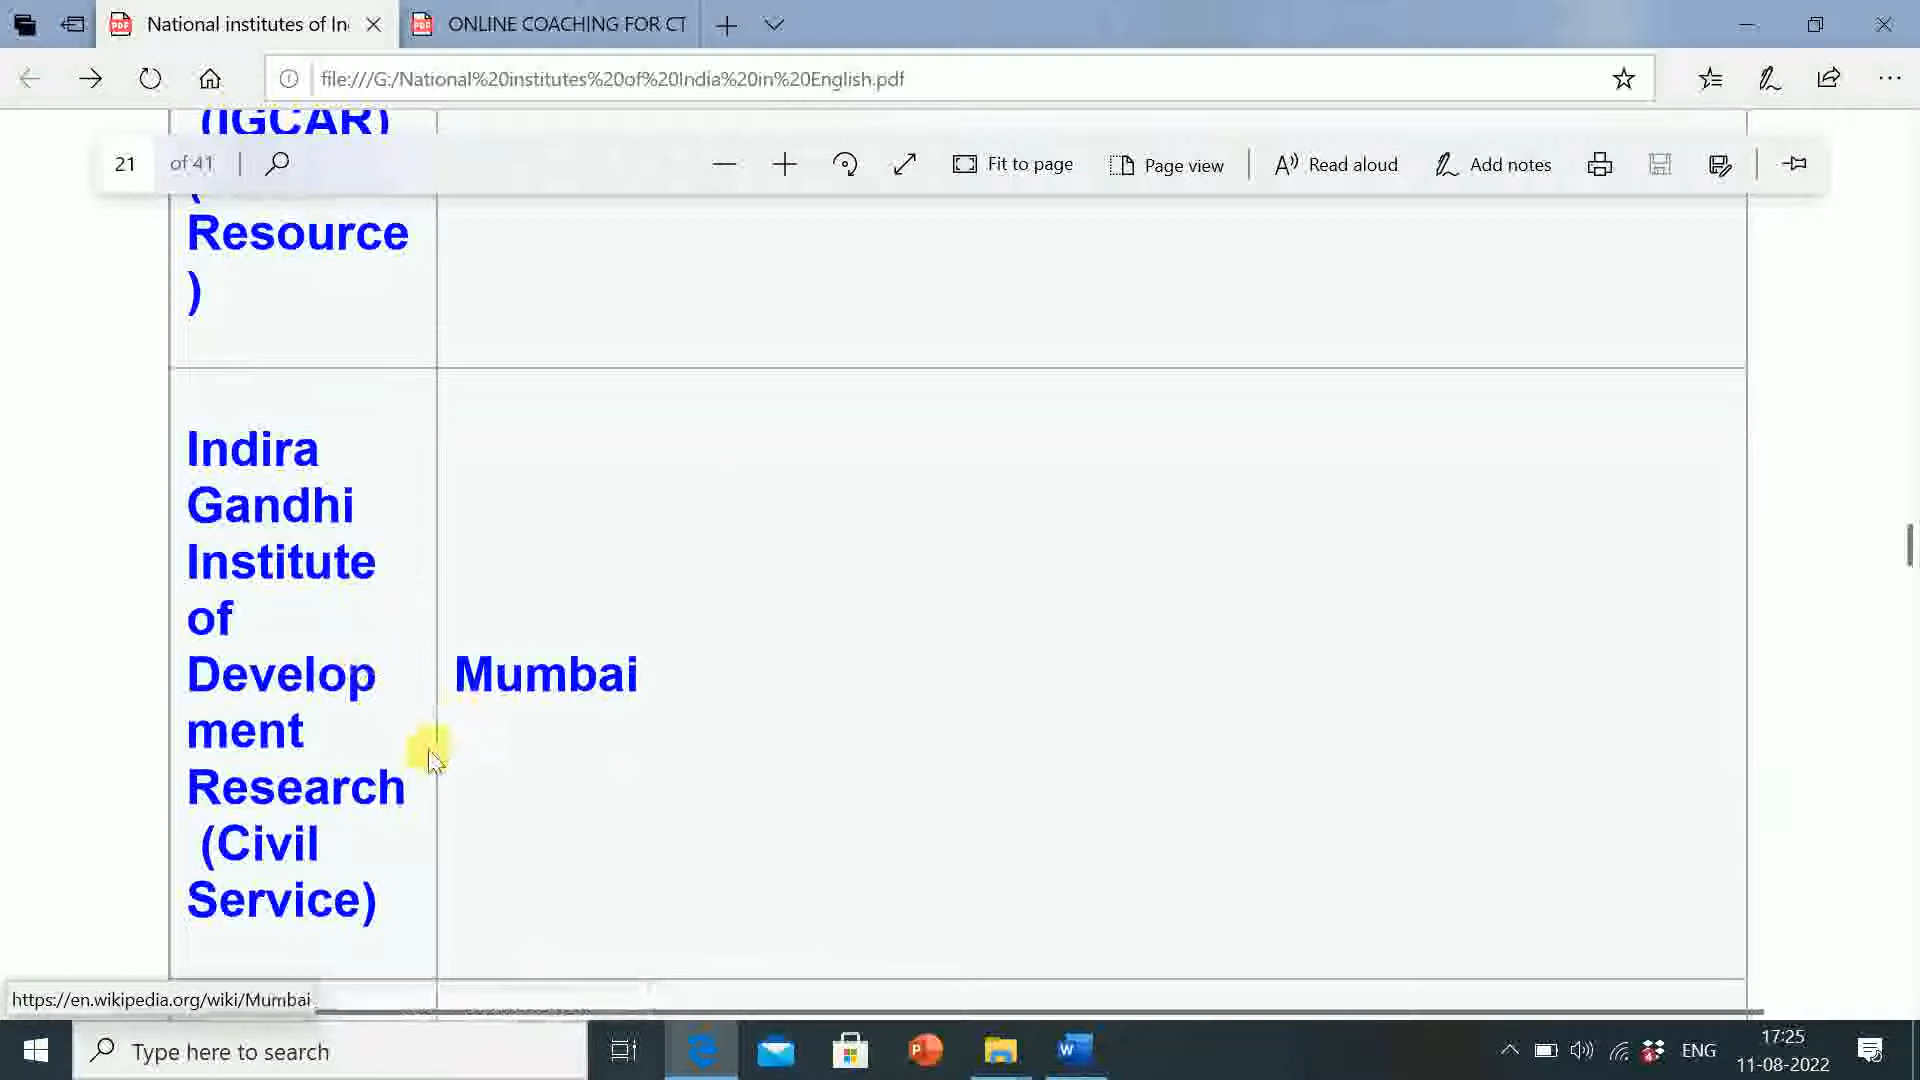 National institutes of In
ONLINE COACHING FOR CT
file:///G:/National%20institutes%20of%20India%20in%20English.pdf
(IGCAR)
21 of 41
Fit to page
Page view
Read aloud
Add notes
Resource
)
Indira
Gandhi
Institute
of
Develop
ment
Research
(Civil
Service)
Mumbai
https://en.wikipedia.org/wiki/Mumbai
Type here to search
ENG
17:25
11-08-2022